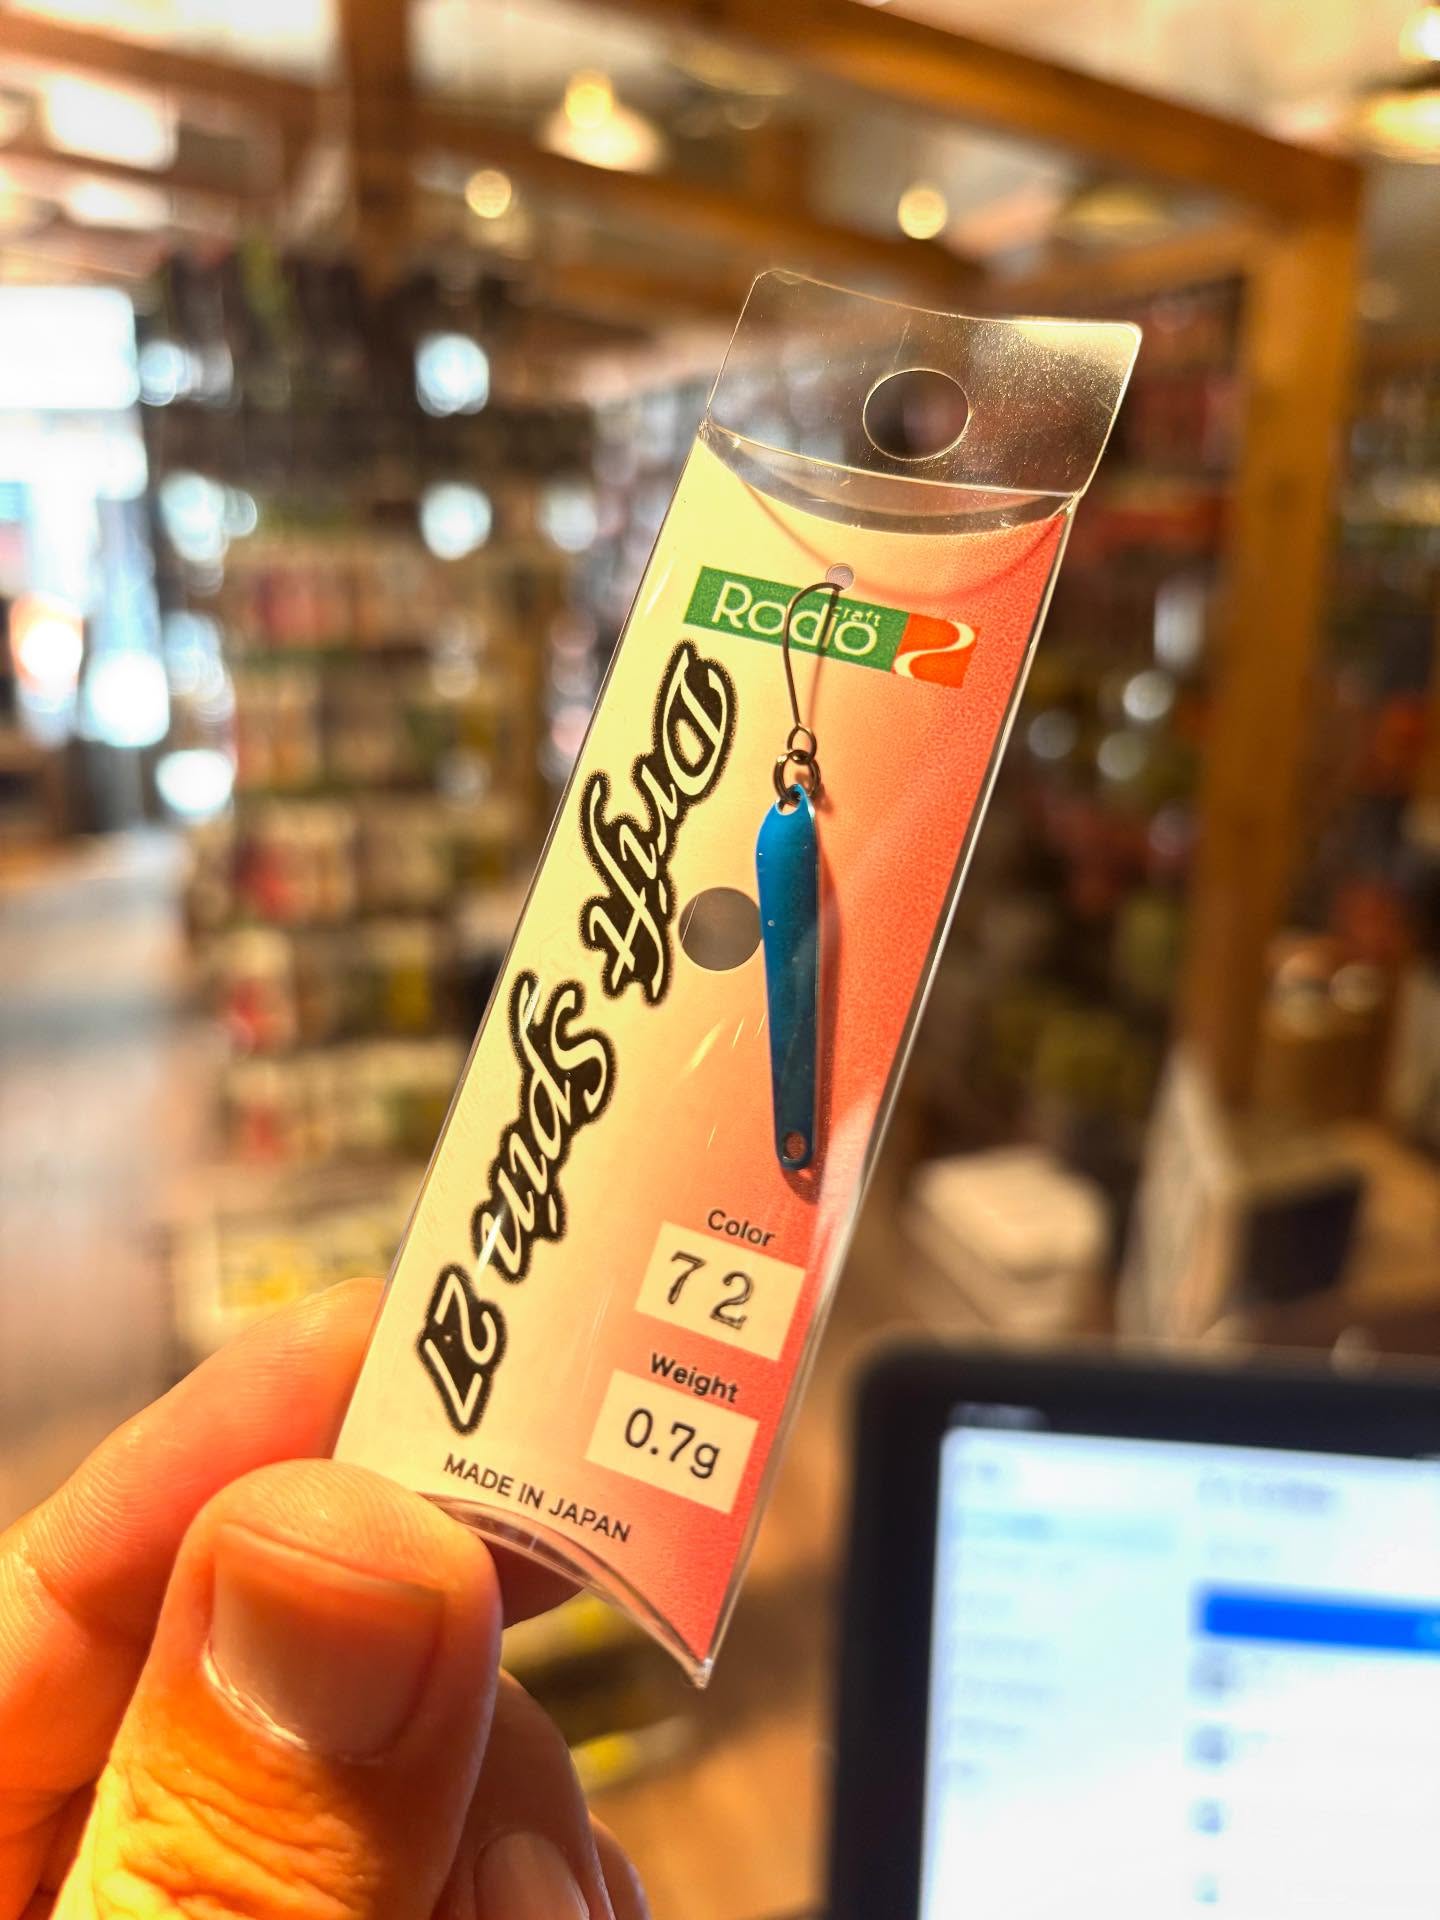 Rodio craft
Drift Spin 27
Color
72
Weight
0.7g
MADE IN JAPAN